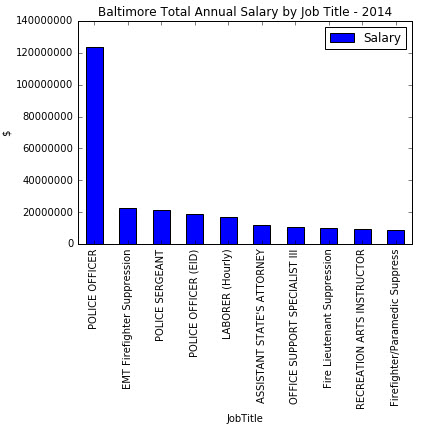 Baltimore Total Annual Salary by Job Title - 2014
140000000
120000000
100000000
80000000
60000000
40000000
20000000
0
$
Salary
POLICE OFFICER
EMT Firefighter Suppression
POLICE SERGEANT
POLICE OFFICER (EID)
LABORER (Hourly)
ASSISTANT STATE'S ATTORNEY
OFFICE SUPPORT SPECIALIST III
Fire Lieutenant Suppression
RECREATION ARTS INSTRUCTOR
Firefighter/Paramedic Suppress
JobTitle